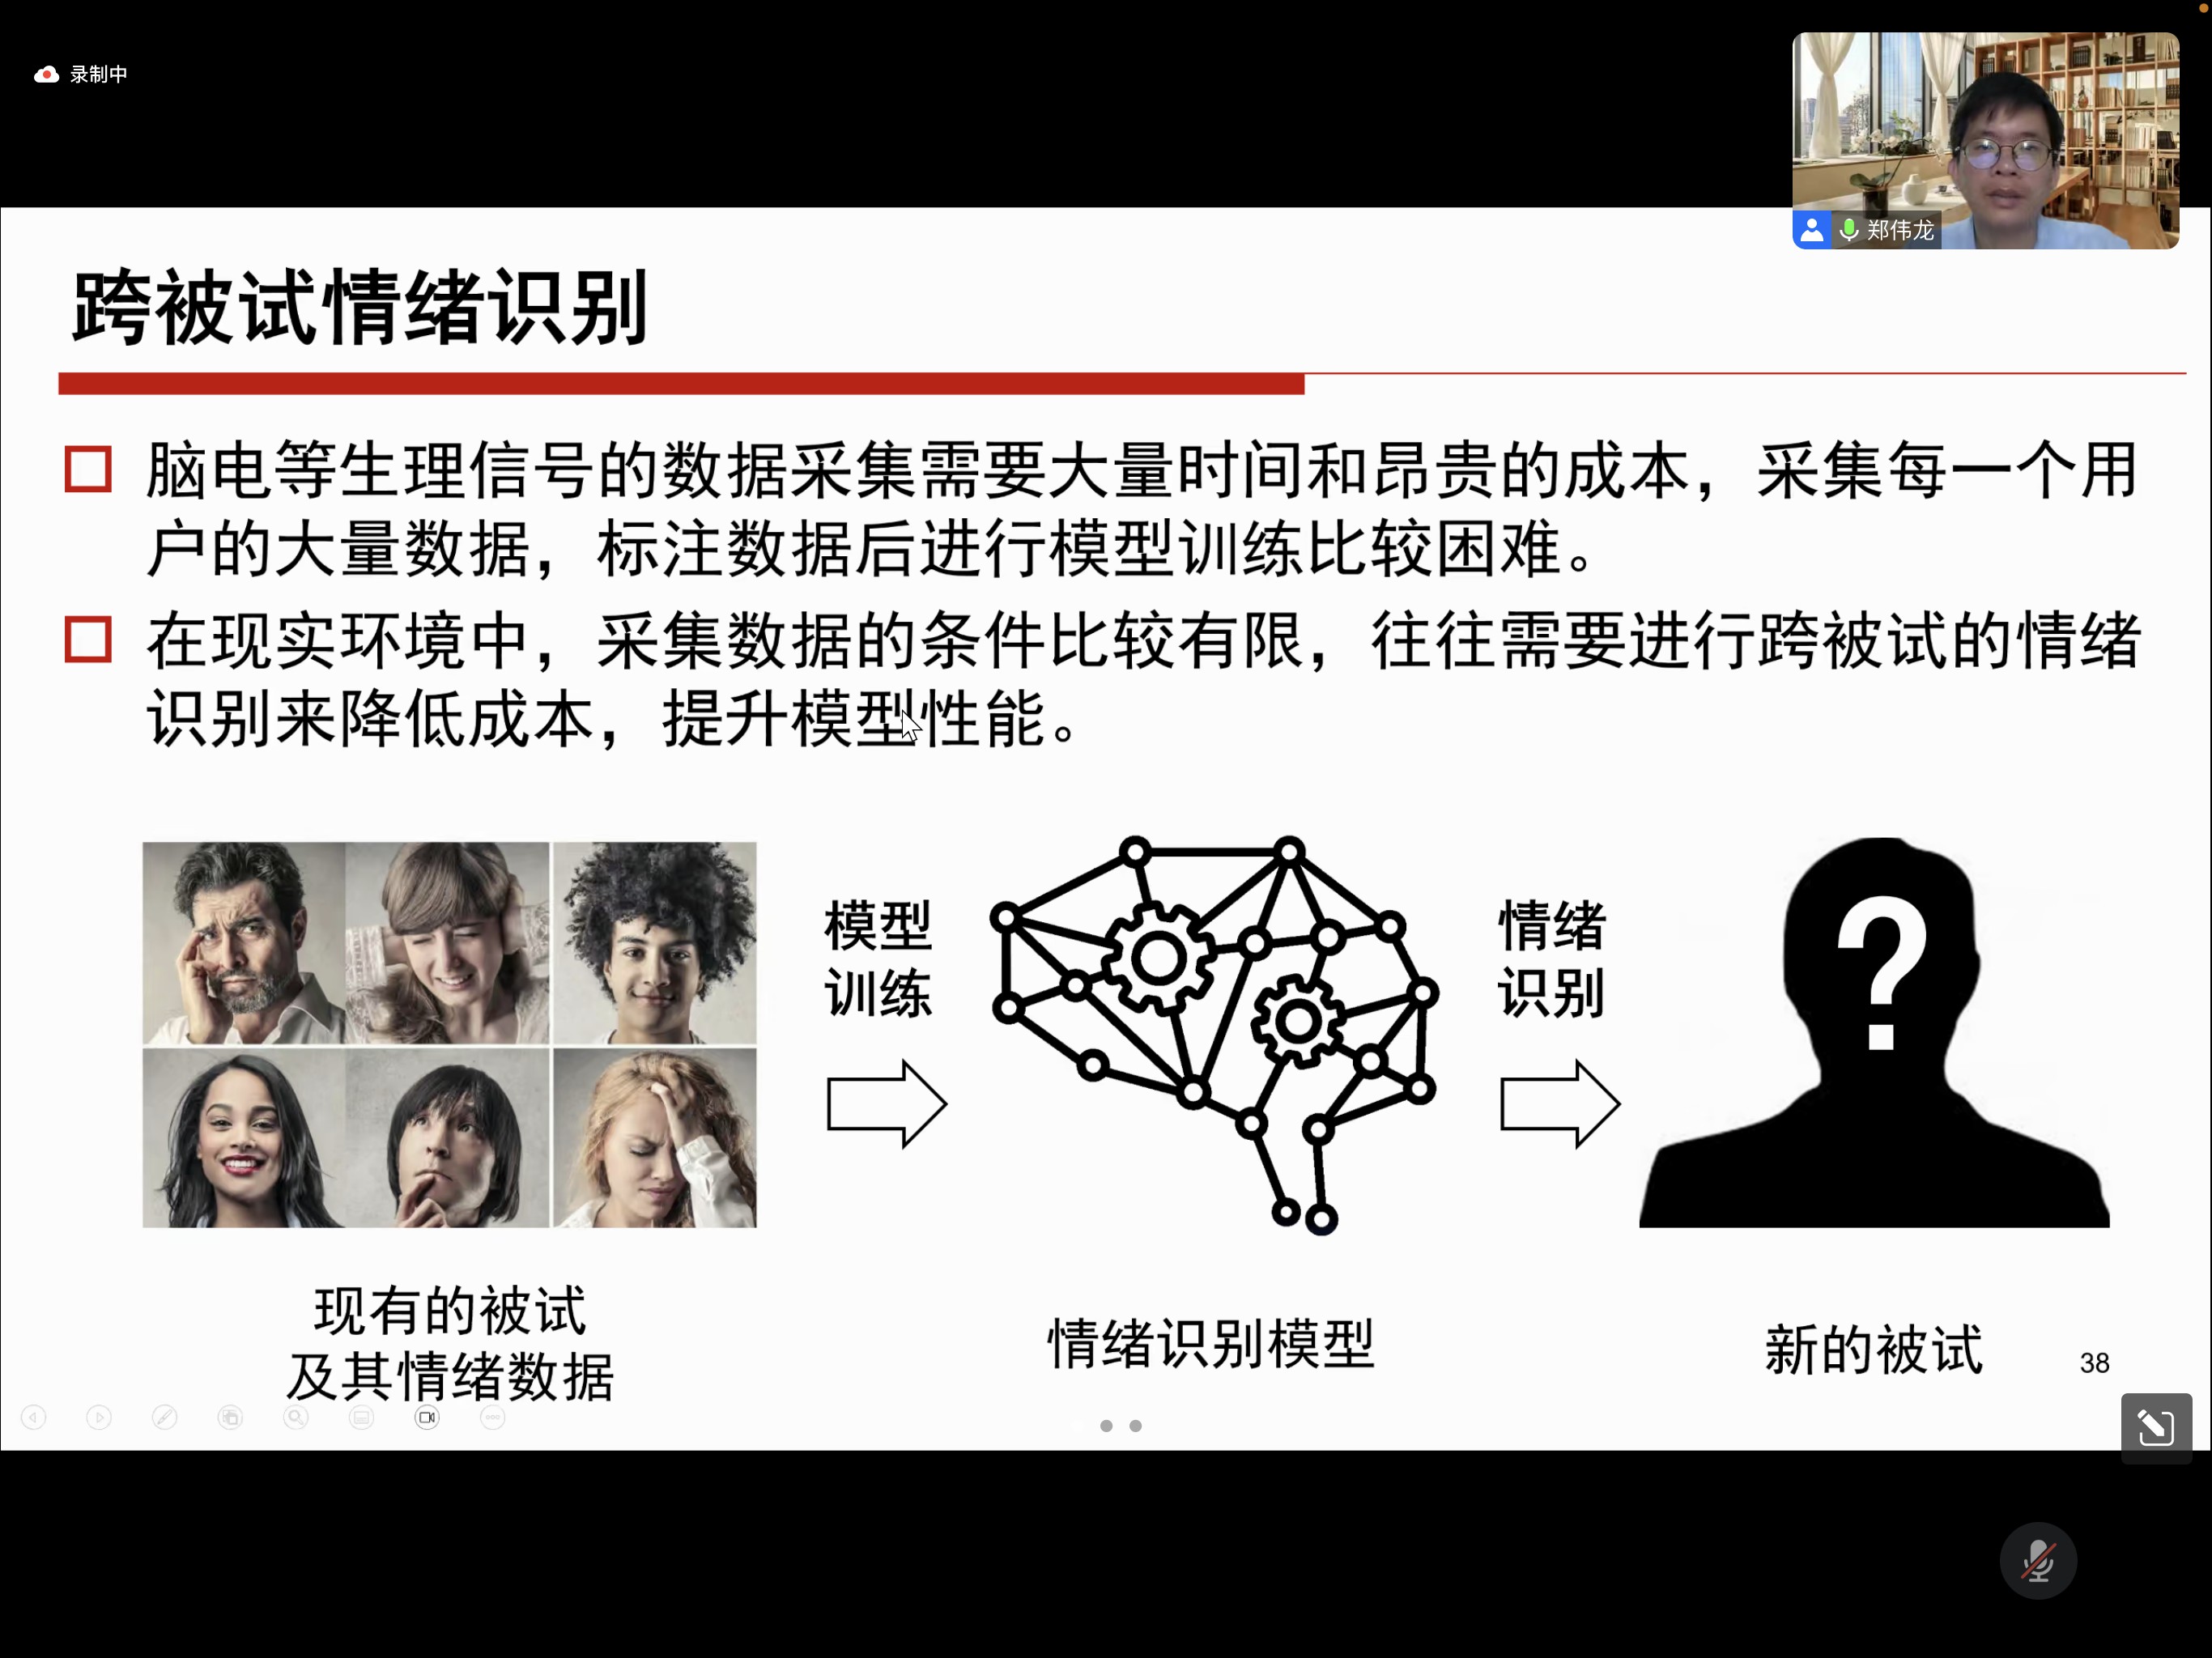 录制中
郑伟龙
跨被试情绪识别
脑电等生理信号的数据采集需要大量时间和昂贵的成本，采集每一个用
户的大量数据，标注数据后进行模型训练比较困难。
在现实环境中，采集数据的条件比较有限，往往需要进行跨被试的情绪
识别来降低成本，提升模型性能。
模型
训练
情绪
识别
?
现有的被试
及其情绪数据
情绪识别模型
新的被试
38